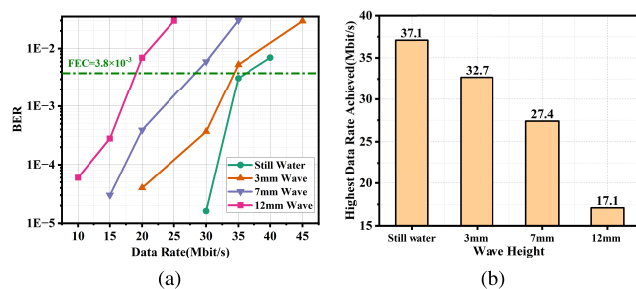 1E−2
1E−3
1E−4
1E−5
BER
FEC=3.8×10⁻³
Still Water
3mm Wave
7mm Wave
12mm Wave
10 15 20 25 30 35 40 45
Data Rate(Mbit/s)
(a)
Highest Data Rate Achieved(Mbit/s)
40
35
30
25
20
15
37.1
32.7
27.4
17.1
Still water 3mm 7mm 12mm
Wave Height
(b)